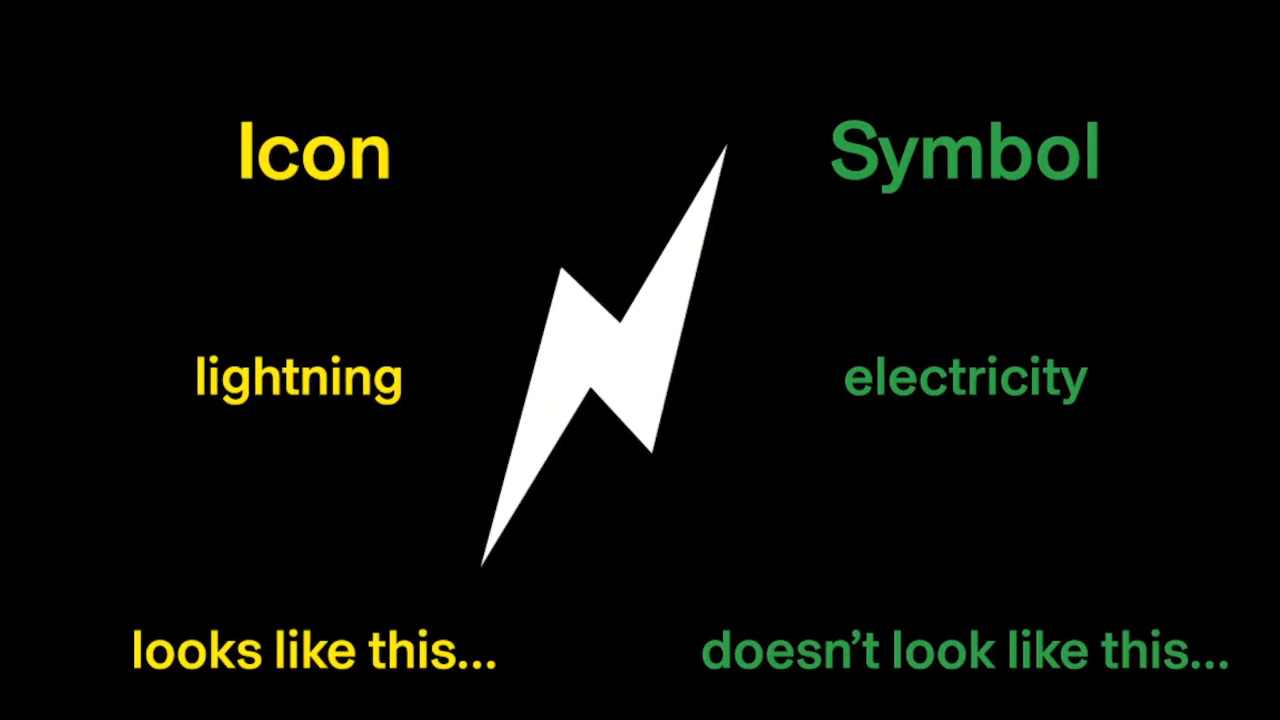 Icon
Symbol
lightning
electricity
looks like this...
doesn’t look like this...